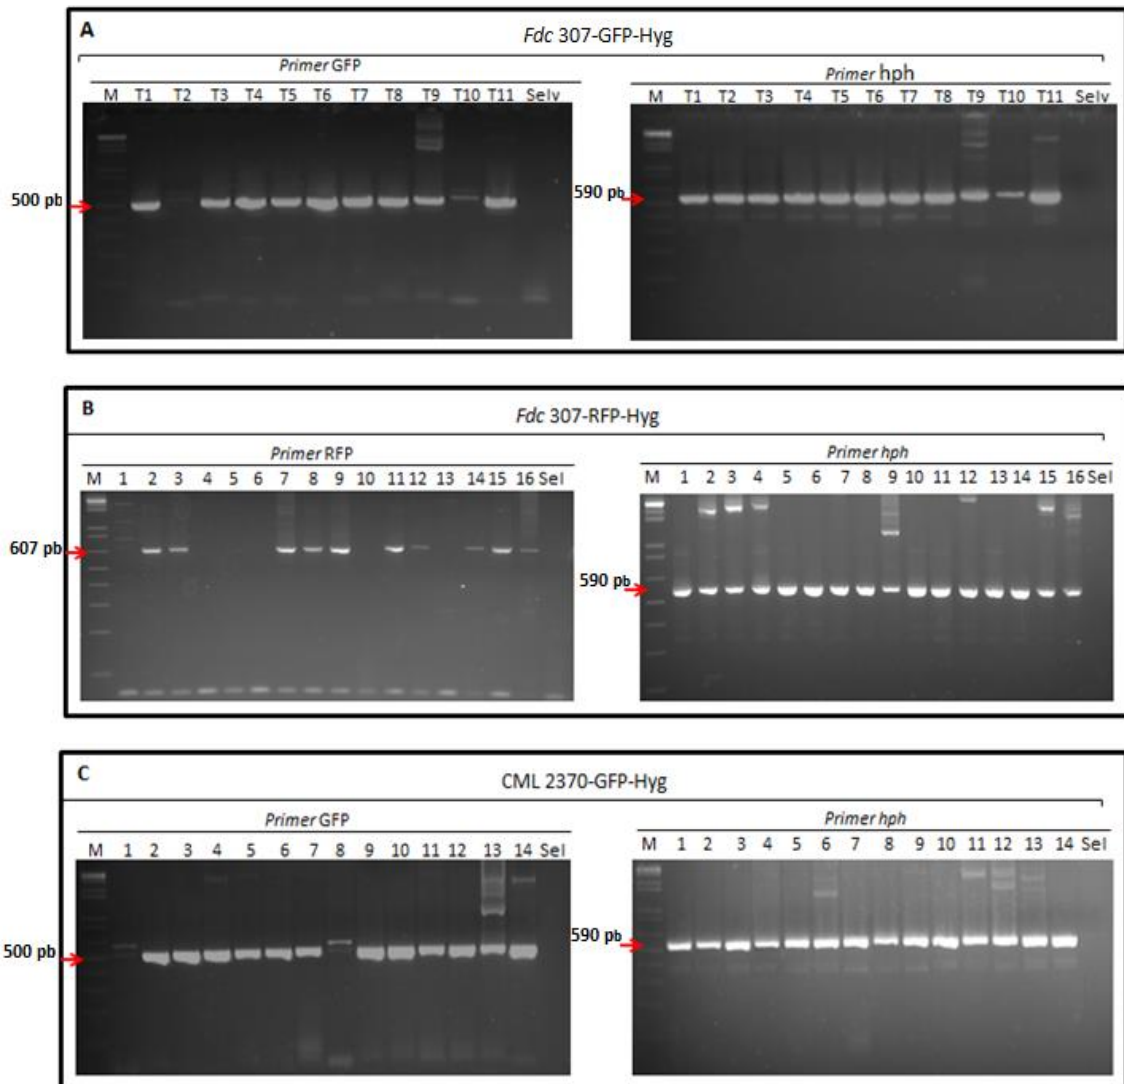 A
Fdc 307-GFP-Hyg
Primer GFP
M T1 T2 T3 T4 T5 T6 T7 T8 T9 T10 T11 Selv
500 pb
Primer hph
M T1 T2 T3 T4 T5 T6 T7 T8 T9 T10 T11 Selv
590 pb
B
Fdc 307-RFP-Hyg
Primer RFP
M 1 2 3 4 5 6 7 8 9 10 11 12 13 14 15 16 Sel
607 pb
Primer hph
M 1 2 3 4 5 6 7 8 9 10 11 12 13 14 15 16 Sel
590 pb
C
CML 2370-GFP-Hyg
Primer GFP
M 1 2 3 4 5 6 7 8 9 10 11 12 13 14 Sel
500 pb
Primer hph
M 1 2 3 4 5 6 7 8 9 10 11 12 13 14 Sel
590 pb